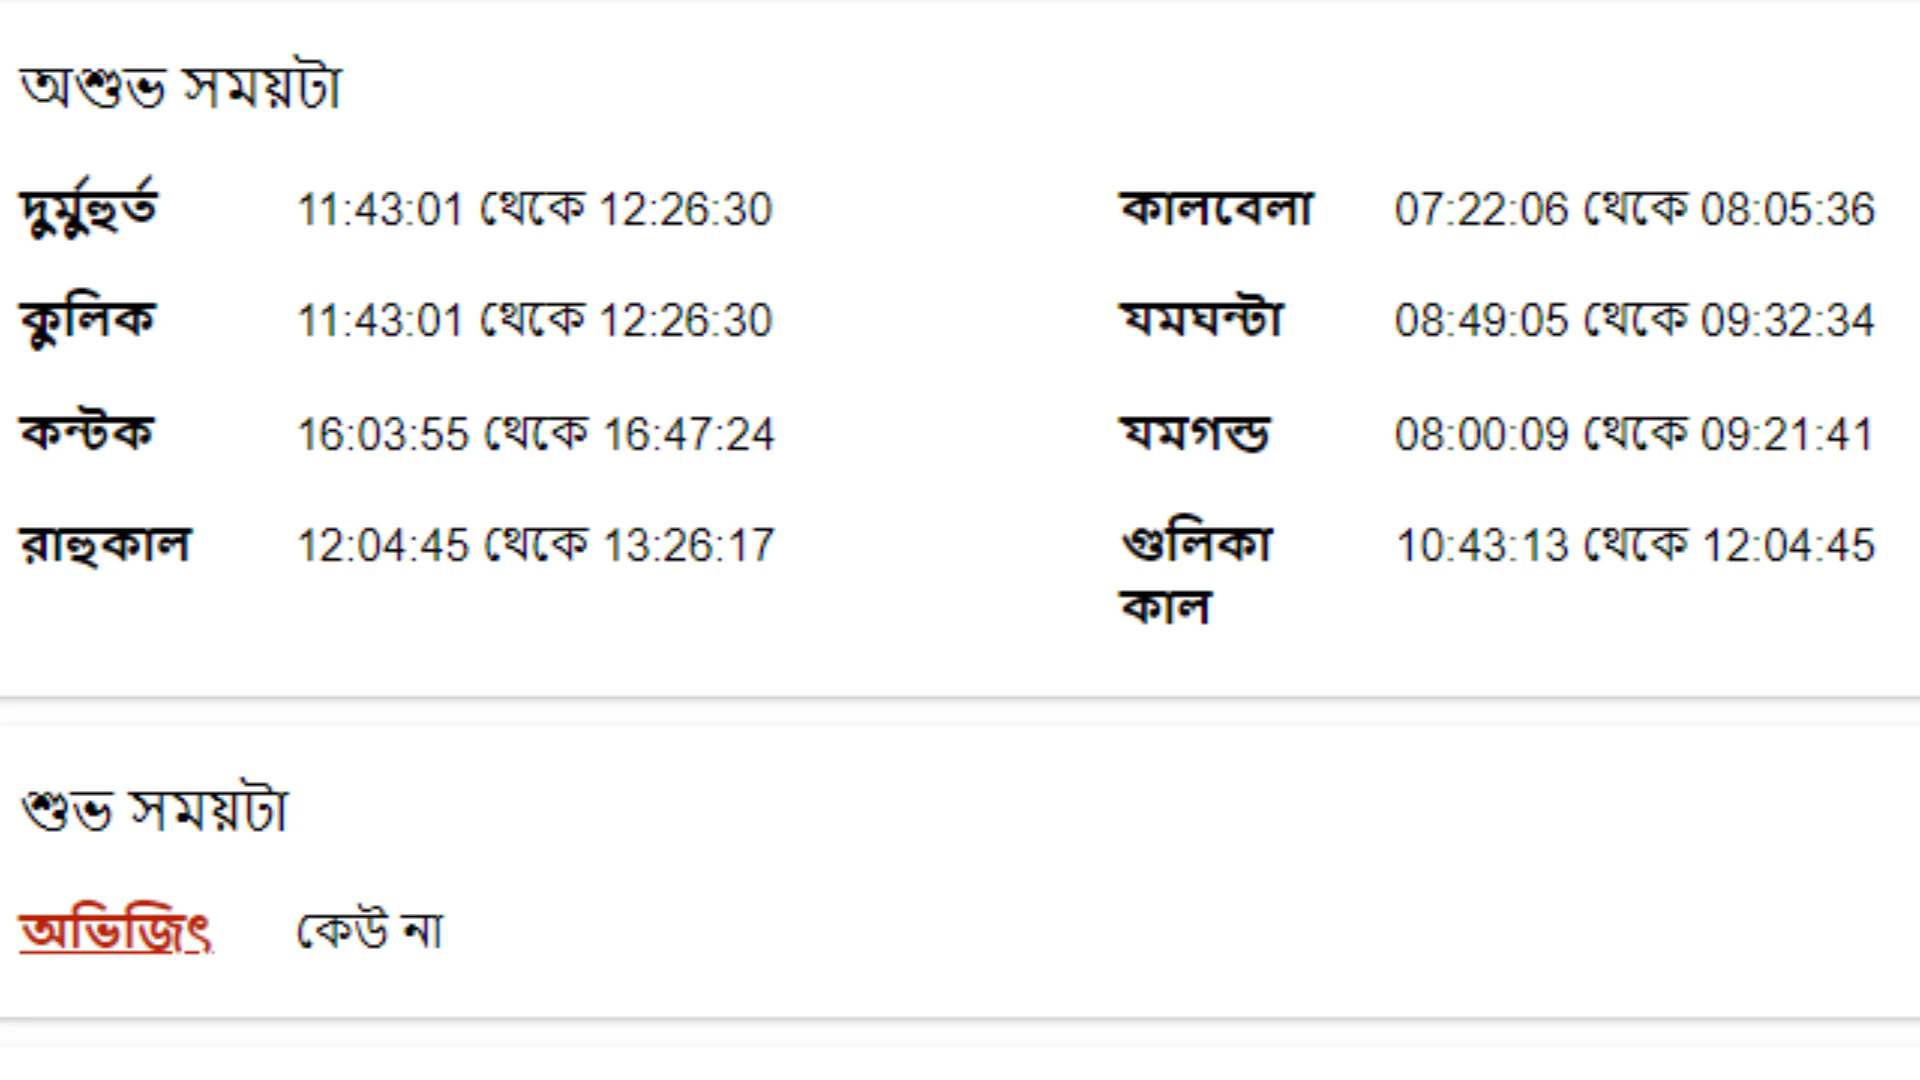 অশুভ সময়টা
দুর্মুহুর্ত 11:43:01 থেকে 12:26:30 কালবেলা 07:22:06 থেকে 08:05:36
কুলিক 11:43:01 থেকে 12:26:30 যমঘন্টা 08:49:05 থেকে 09:32:34
কন্টক 16:03:55 থেকে 16:47:24 যমগন্ড 08:00:09 থেকে 09:21:41
রাহুকাল 12:04:45 থেকে 13:26:17 গুলিকা 10:43:13 থেকে 12:04:45
কাল
শুভ সময়টা
অভিজিৎ কেউ না